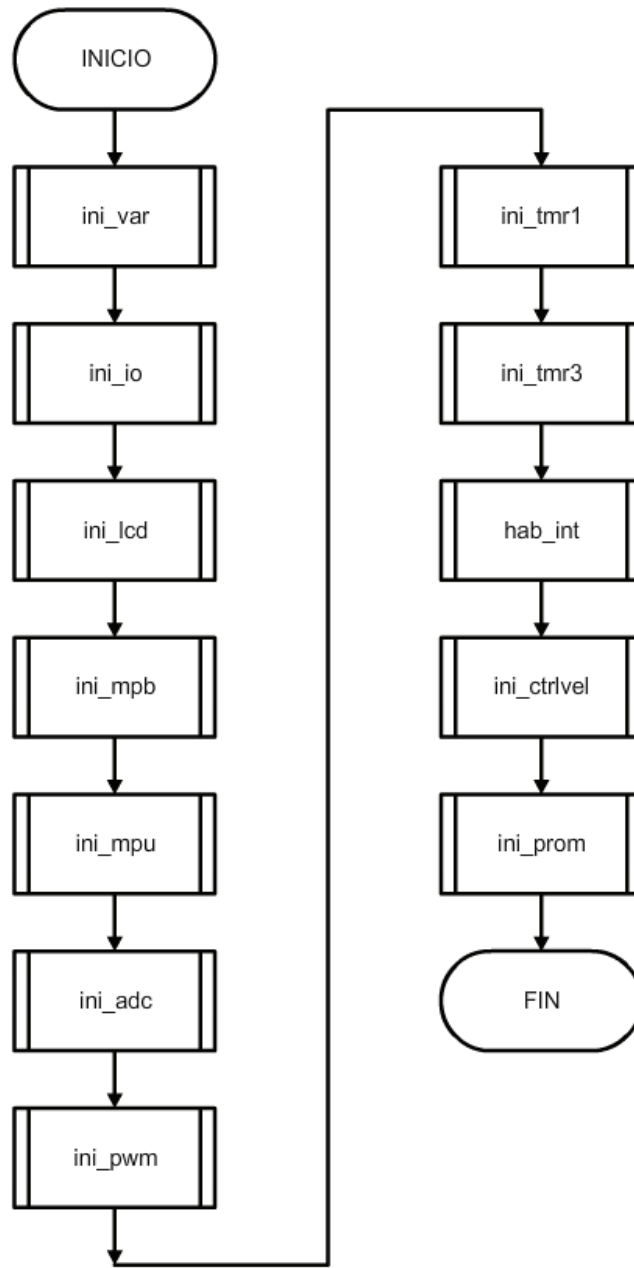 INICIO
ini_var
ini_io
ini_lcd
ini_mpb
ini_mpu
ini_adc
ini_pwm
ini_tmr1
ini_tmr3
hab_int
ini_ctrlvel
ini_prom
FIN